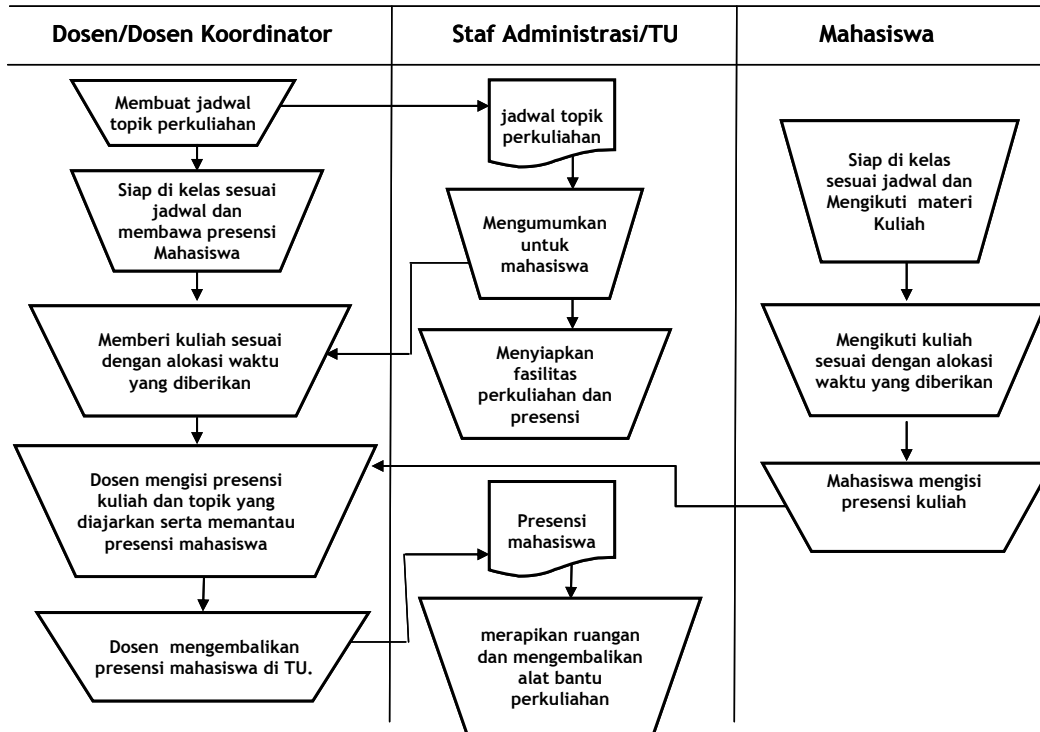 Dosen/Dosen Koordinator
Staf Administrasi/TU
Mahasiswa
Membuat jadwal
topik perkuliahan
Siap di kelas sesuai
jadwal dan
membawa presensi
Mahasiswa
Memberi kuliah sesuai
dengan alokasi waktu
yang diberikan
Dosen mengisi presensi
kuliah dan topik yang
diajarkan serta memantau
presensi mahasiswa
Dosen mengembalikan
presensi mahasiswa di TU.
jadwal topik
perkuliahan
Mengumumkan
untuk
mahasiswa
Menyiapkan
fasilitas
perkuliahan dan
presensi
Presensi
mahasiswa
merapikan ruangan
dan mengembalikan
alat bantu
perkuliahan
Siap di kelas
sesuai jadwal dan
Mengikuti materi
Kuliah
Mengikuti kuliah
sesuai dengan alokasi
waktu yang diberikan
Mahasiswa mengisi
presensi kuliah